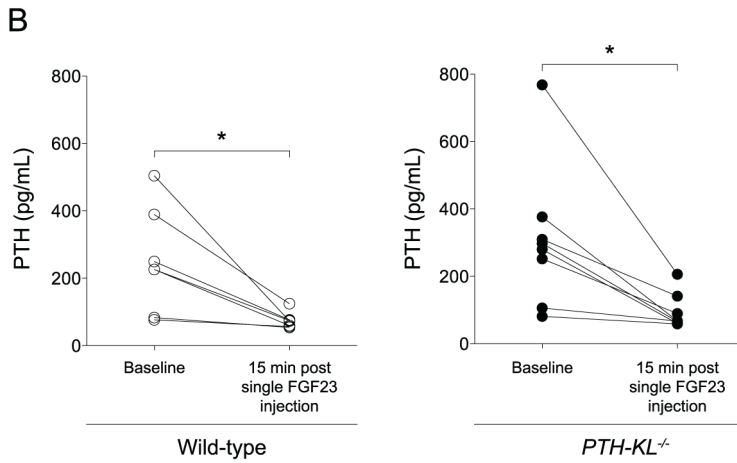 B
PTH (pg/mL)
800
600
400
200
0
*
Baseline
15 min post
single FGF23
injection
Wild-type
PTH (pg/mL)
800
600
400
200
0
*
Baseline
15 min post
single FGF23
injection
PTH-KL-/-